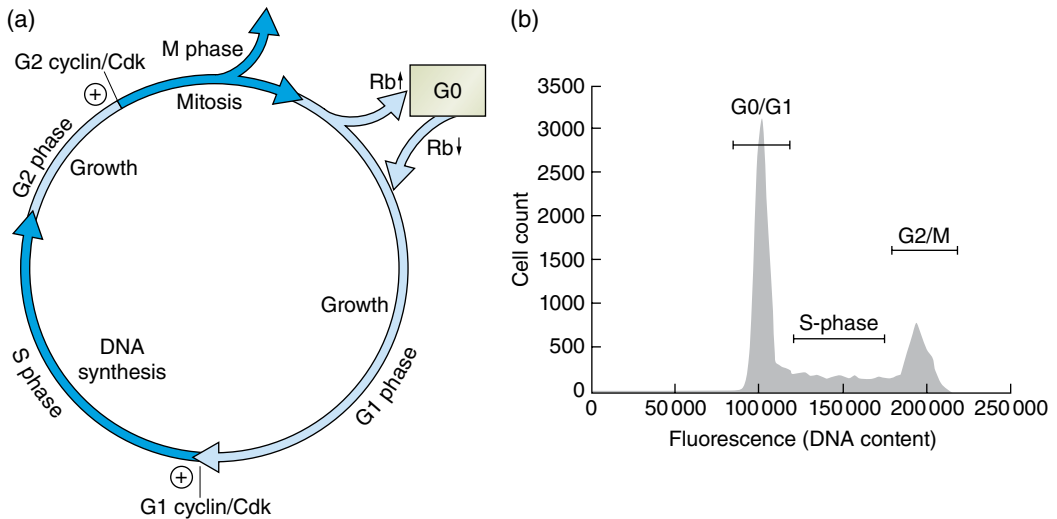 (a)
M phase
G2 cyclin/Cdk
+
Mitosis
Rb↑
G0
Rb↓
G2 phase
Growth
Growth
DNA
synthesis
S phase
G1 phase
+
G1 cyclin/Cdk
(b)
3500
3000
2500
2000
1500
1000
500
0
Cell count
G0/G1
G2/M
S-phase
0 50 000 100 000 150 000 200 000 250 000
Fluorescence (DNA content)